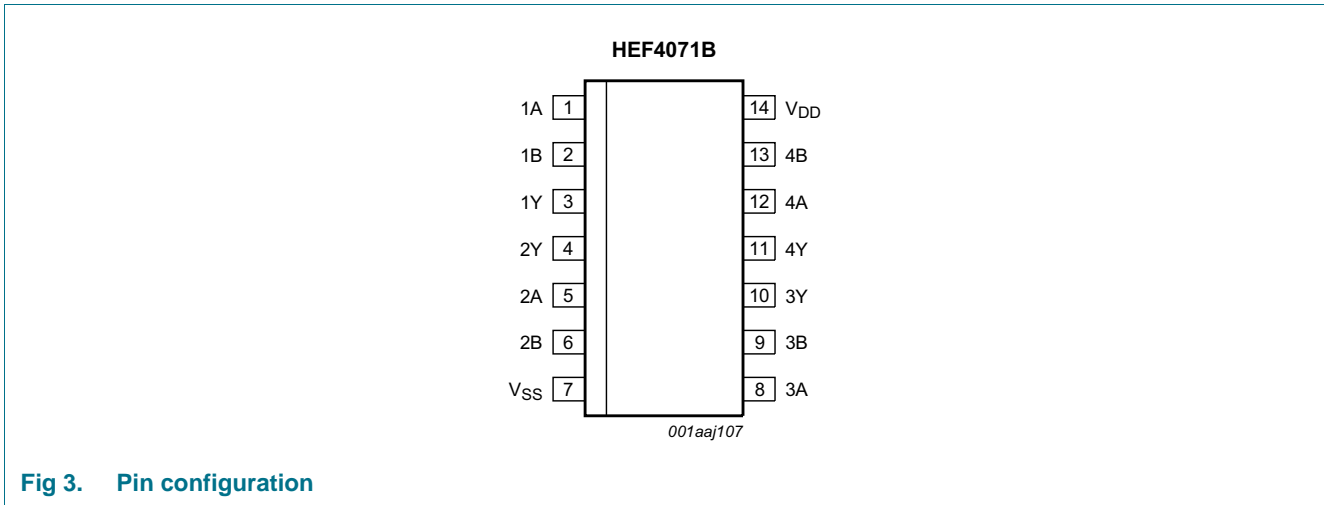 HEF4071B
1A 1 14 VDD
1B 2 13 4B
1Y 3 12 4A
2Y 4 11 4Y
2A 5 10 3Y
2B 6 9 3B
VSS 7 8 3A
001aaj107
Fig 3. Pin configuration